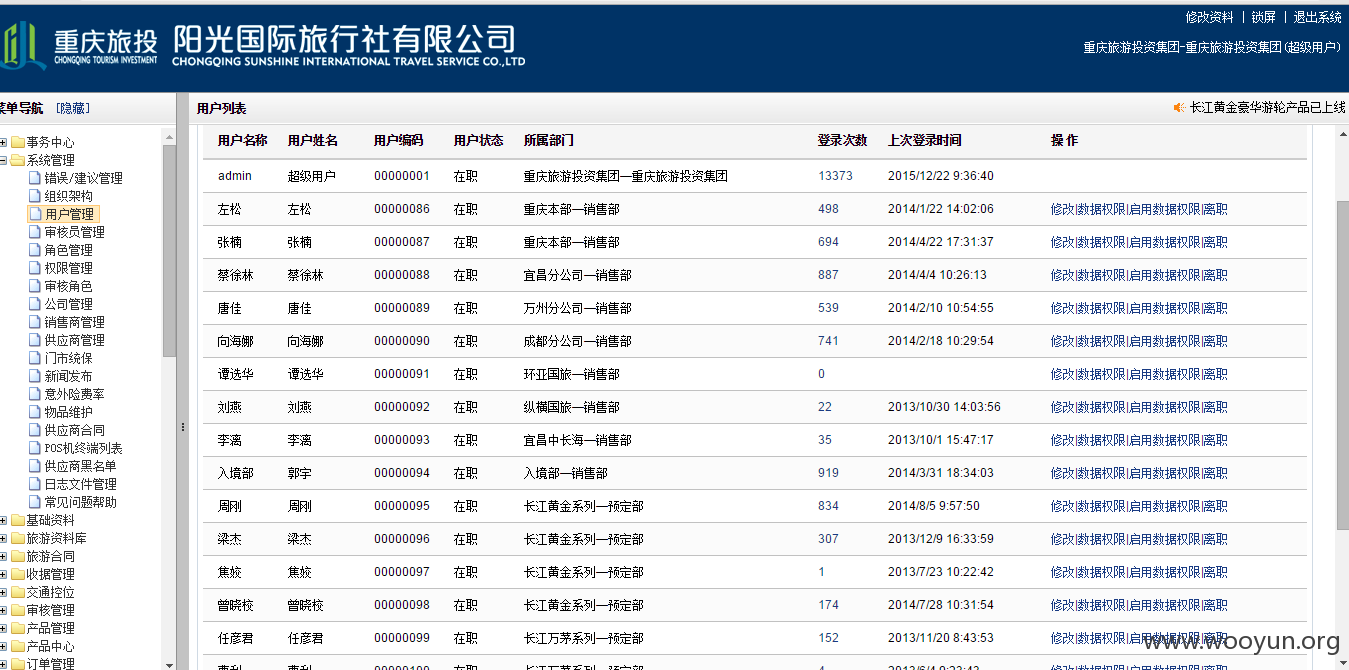 修改资料 | 锁屏 | 退出系统
重庆旅投 阳光国际旅行社有限公司
CHONGQING TOURISM INVESTMENT CHONGQING SUNSHINE INTERNATIONAL TRAVEL SERVICE CO.,LTD
重庆旅游投资集团-重庆旅游投资集团(超级用户)
菜单导航 [隐藏]
用户列表
长江黄金豪华游轮产品已上线
事务中心
系统管理
错误/建议管理
组织架构
用户管理
审核员管理
角色管理
权限管理
审核角色
公司管理
销售商管理
供应商管理
门市统保
新闻发布
意外险费率
物品维护
供应商合同
POS机终端列表
供应商黑名单
日志文件管理
常见问题帮助
基础资料
旅游资料库
旅游合同
收据管理
交通控位
审核管理
产品管理
产品中心
订单管理
用户名称 用户姓名 用户编码 用户状态 所属部门 登录次数 上次登录时间 操 作
admin 超级用户 00000001 在职 重庆旅游投资集团—重庆旅游投资集团 13373 2015/12/22 9:36:40
左松 左松 00000086 在职 重庆本部—销售部 498 2014/1/22 14:02:06 修改|数据权限|启用数据权限|离职
张楠 张楠 00000087 在职 重庆本部—销售部 694 2014/4/22 17:31:37 修改|数据权限|启用数据权限|离职
蔡徐林 蔡徐林 00000088 在职 宜昌分公司—销售部 887 2014/4/4 10:26:13 修改|数据权限|启用数据权限|离职
唐佳 唐佳 00000089 在职 万州分公司—销售部 539 2014/2/10 10:54:55 修改|数据权限|启用数据权限|离职
向海娜 向海娜 00000090 在职 成都分公司—销售部 741 2014/2/18 10:29:54 修改|数据权限|启用数据权限|离职
谭选华 谭选华 00000091 在职 环亚国旅—销售部 0 修改|数据权限|启用数据权限|离职
刘燕 刘燕 00000092 在职 纵横国旅—销售部 22 2013/10/30 14:03:56 修改|数据权限|启用数据权限|离职
李漓 李漓 00000093 在职 宜昌中长海—销售部 35 2013/10/1 15:47:17 修改|数据权限|启用数据权限|离职
入境部 郭宇 00000094 在职 入境部—销售部 919 2014/3/31 18:34:03 修改|数据权限|启用数据权限|离职
周刚 周刚 00000095 在职 长江黄金系列—预定部 834 2014/8/5 9:57:50 修改|数据权限|启用数据权限|离职
梁杰 梁杰 00000096 在职 长江黄金系列—预定部 307 2013/12/9 16:33:59 修改|数据权限|启用数据权限|离职
焦姣 焦姣 00000097 在职 长江黄金系列—预定部 1 2013/7/23 10:22:42 修改|数据权限|启用数据权限|离职
曾晓校 曾晓校 00000098 在职 长江黄金系列—预定部 174 2014/7/28 10:31:54 修改|数据权限|启用数据权限|离职
任彦君 任彦君 00000099 在职 长江万茅系列—预定部 152 2013/11/20 8:43:53 修改|数据权限|启用数据权限|离职
www.wooyun.org